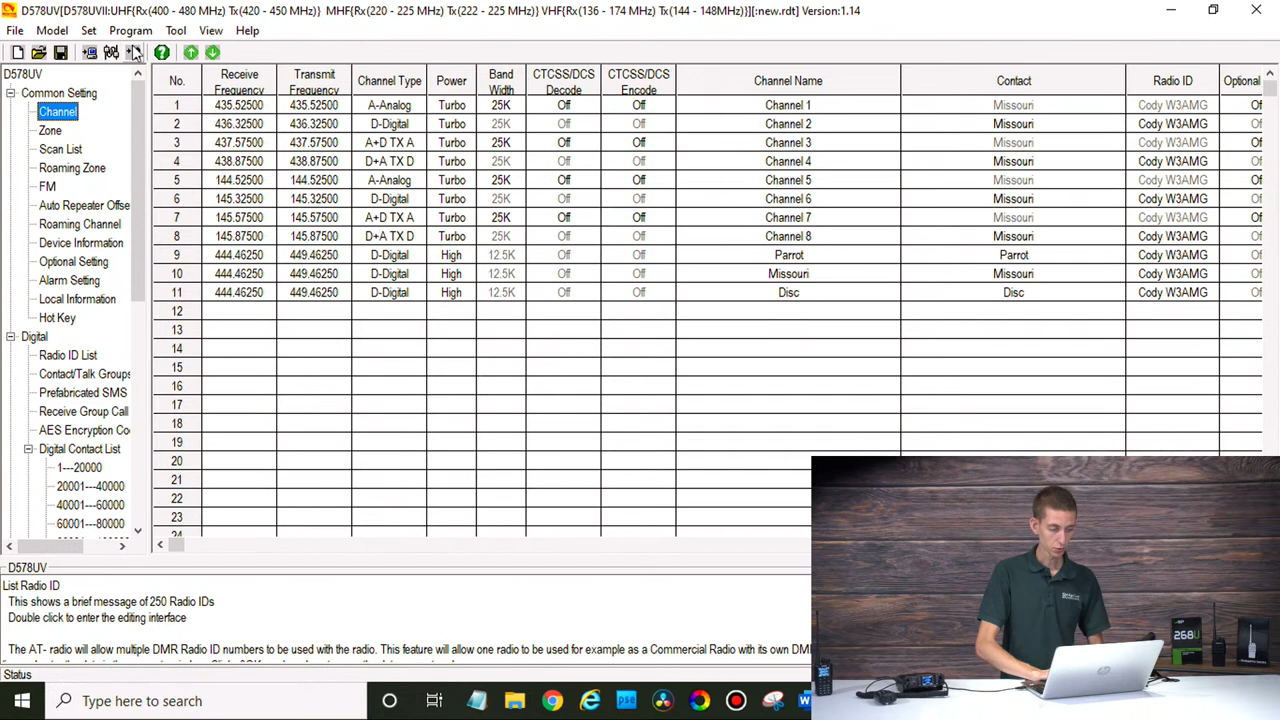 D578UV[D578UVII:UHF{Rx(400 - 480 MHz) Tx(420 - 450 MHz)} MHF{Rx(220 - 225 MHz) Tx(222 - 225 MHz)} VHF{Rx(136 - 174 MHz) Tx(144 - 148MHz)}][:new.rdt] Version:1.14
File Model Set Program Tool View Help
D578UV
Common Setting
Channel
Zone
Scan List
Roaming Zone
FM
Auto Repeater Offse
Roaming Channel
Device Information
Optional Setting
Alarm Setting
Local Information
Hot Key
Digital
Radio ID List
Contact/Talk Groups
Prefabricated SMS
Receive Group Call
AES Encryption Co
Digital Contact List
1---20000
20001---40000
40001---60000
60001---80000
No. Receive Frequency Transmit Frequency Channel Type Power Band Width CTCSS/DCS Decode CTCSS/DCS Encode Channel Name Contact Radio ID Optional
1 435.52500 435.52500 A-Analog Turbo 25K Off Off Channel 1 Missouri Cody W3AMG Of
2 436.32500 436.32500 D-Digital Turbo 25K Off Off Channel 2 Missouri Cody W3AMG Of
3 437.57500 437.57500 A+D TX A Turbo 25K Off Off Channel 3 Missouri Cody W3AMG Of
4 438.87500 438.87500 D+A TX D Turbo 25K Off Off Channel 4 Missouri Cody W3AMG Of
5 144.52500 144.52500 A-Analog Turbo 25K Off Off Channel 5 Missouri Cody W3AMG Of
6 145.32500 145.32500 D-Digital Turbo 25K Off Off Channel 6 Missouri Cody W3AMG Of
7 145.57500 145.57500 A+D TX A Turbo 25K Off Off Channel 7 Missouri Cody W3AMG Of
8 145.87500 145.87500 D+A TX D Turbo 25K Off Off Channel 8 Missouri Cody W3AMG Of
9 444.46250 449.46250 D-Digital High 12.5K Off Off Parrot Parrot Cody W3AMG Of
10 444.46250 449.46250 D-Digital High 12.5K Off Off Missouri Missouri Cody W3AMG Of
11 444.46250 449.46250 D-Digital High 12.5K Off Off Disc Disc Cody W3AMG Of
12
13
14
15
16
17
18
19
20
21
22
23
24
D578UV
List Radio ID
This shows a brief message of 250 Radio IDs
Double click to enter the editing interface
The AT- radio will allow multiple DMR Radio ID numbers to be used with the radio. This feature will allow one radio to be used for example as a Commercial Radio with its own DM
Status
Type here to search
268U